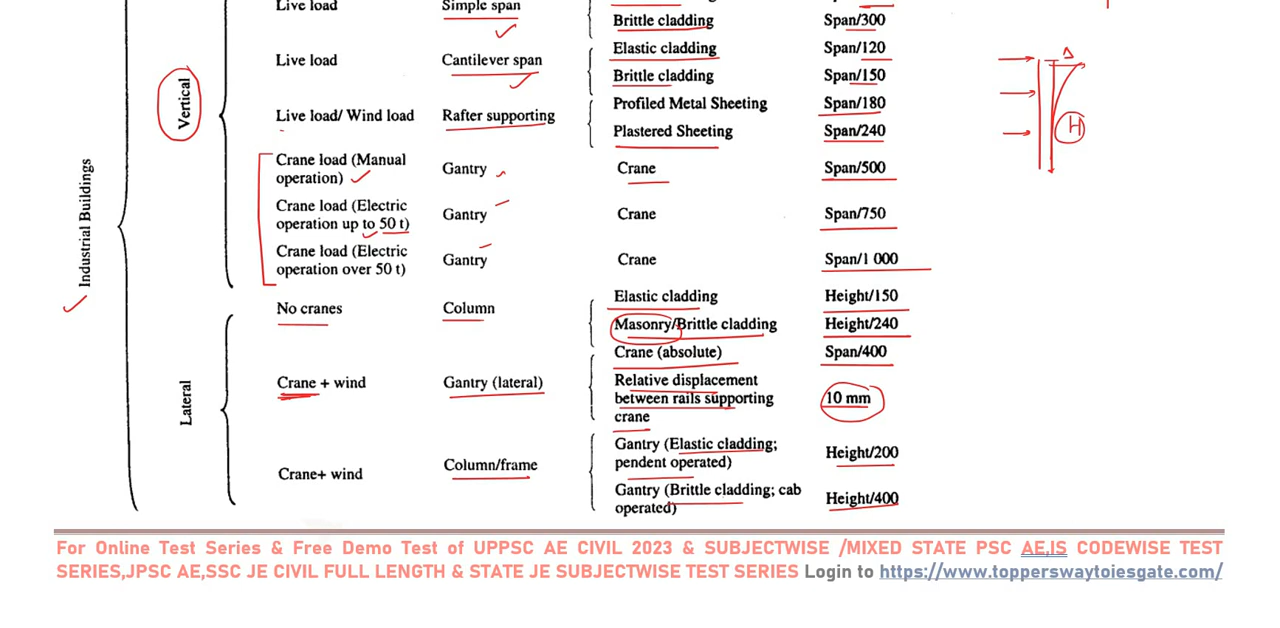 Live load Simple span
Brittle cladding Span/300
Elastic cladding Span/120
Live load Cantilever span
Brittle cladding Span/150
Profiled Metal Sheeting Span/180
Live load/ Wind load Rafter supporting
Plastered Sheeting Span/240
Vertical
Crane load (Manual
operation) Gantry Crane Span/500
Crane load (Electric
operation up to 50 t) Gantry Crane Span/750
Crane load (Electric
operation over 50 t) Gantry Crane Span/1 000
Industrial Buildings
Elastic cladding Height/150
No cranes Column
Masonry/Brittle cladding Height/240
Crane (absolute) Span/400
Crane + wind Gantry (lateral)
Relative displacement
between rails supporting
crane
10 mm
Lateral
Gantry (Elastic cladding;
pendent operated) Height/200
Crane+ wind Column/frame
Gantry (Brittle cladding; cab
operated) Height/400
Δ
H
For Online Test Series & Free Demo Test of UPPSC AE CIVIL 2023 & SUBJECTWISE /MIXED STATE PSC AE,IS CODEWISE TEST
SERIES,JPSC AE,SSC JE CIVIL FULL LENGTH & STATE JE SUBJECTWISE TEST SERIES Login to https://www.topperswaytoiesgate.com/